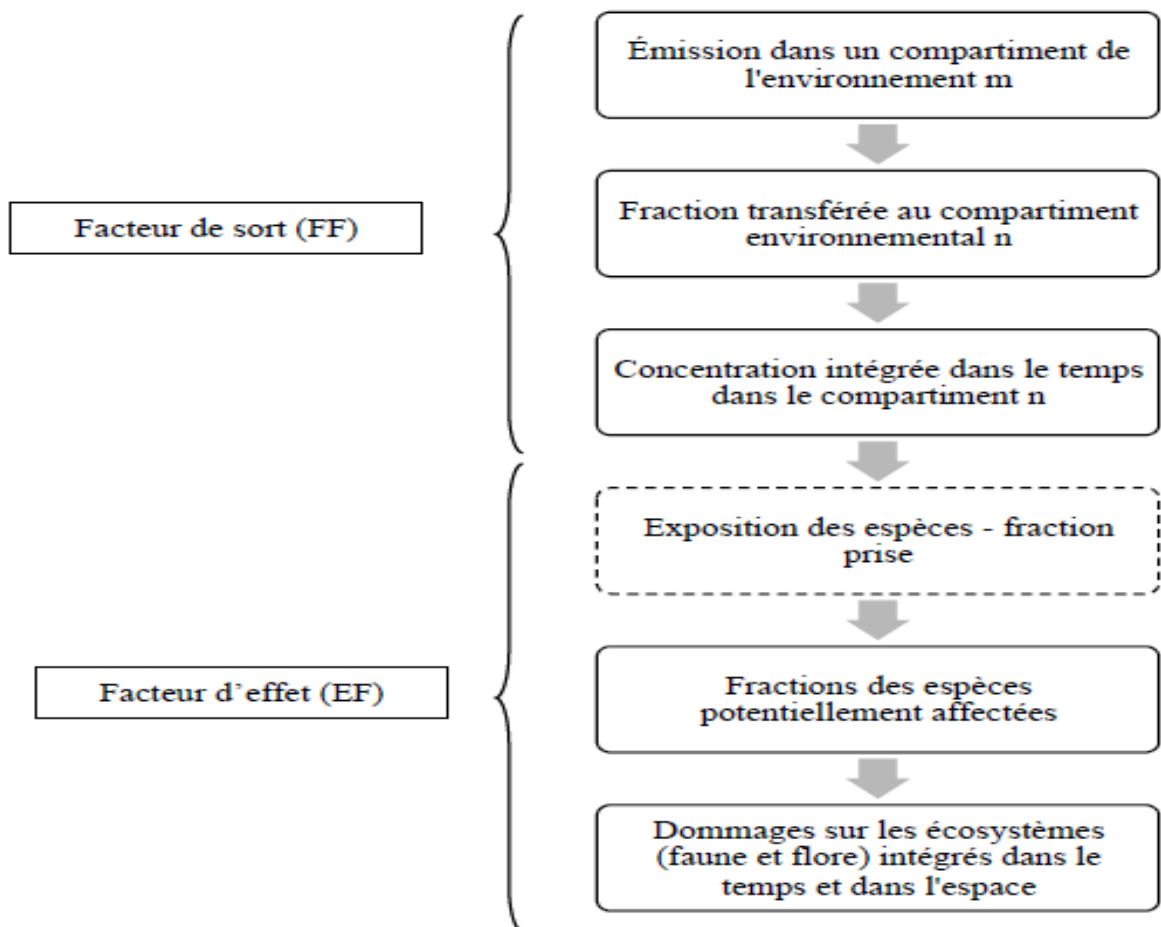 Émission dans un compartiment de
l'environnement m
Fraction transférée au compartiment
environnemental n
Facteur de sort (FF)
Concentration intégrée dans le temps
dans le compartiment n
Exposition des espèces - fraction
prise
Facteur d’effet (EF)
Fractions des espèces
potentiellement affectées
Dommages sur les écosystèmes
(faune et flore) intégrés dans le
temps et dans l'espace